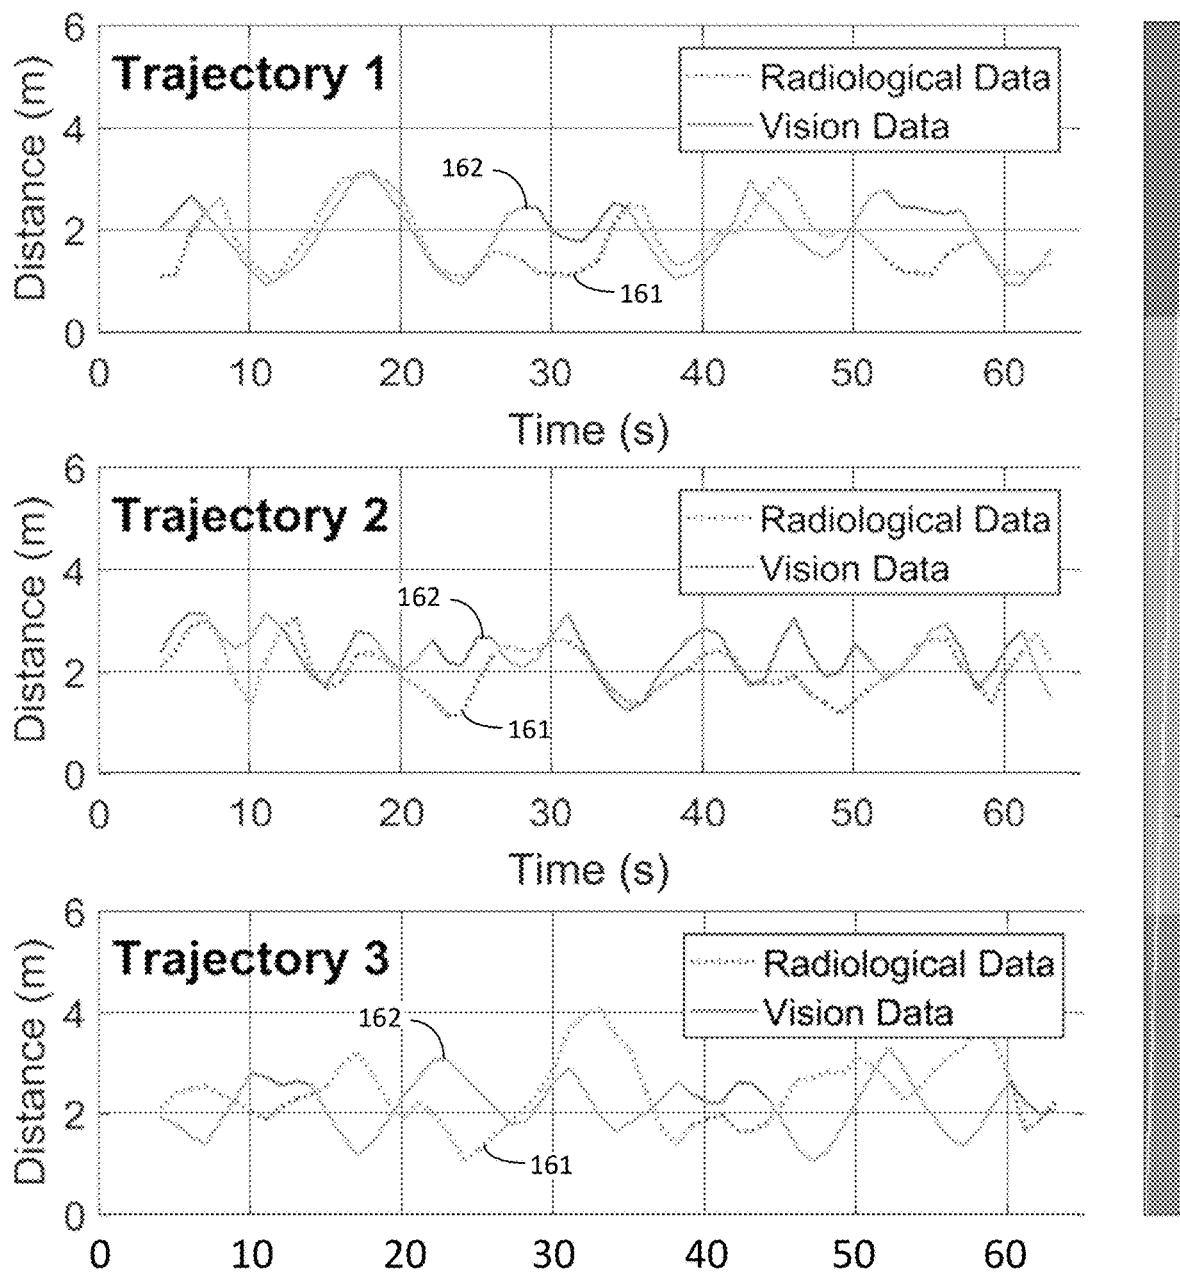 6
Trajectory 1
Radiological Data
Vision Data
4
162
2
161
0
Distance (m)
0 10 20 30 40 50 60
Time (s)
6
Trajectory 2
Radiological Data
Vision Data
4
162
2
161
0
Distance (m)
0 10 20 30 40 50 60
Time (s)
6
Trajectory 3
Radiological Data
Vision Data
4
162
2
161
0
Distance (m)
0 10 20 30 40 50 60